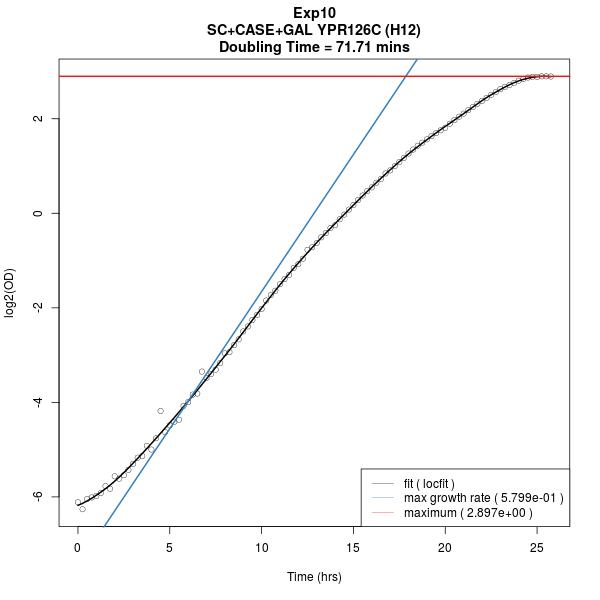 Exp10
SC+CASE+GAL YPR126C (H12)
Doubling Time = 71.71 mins
log2(OD)
2
0
-2
-4
-6
fit ( locfit )
max growth rate ( 5.799e-01 )
maximum ( 2.897e+00 )
0 5 10 15 20 25
Time (hrs)